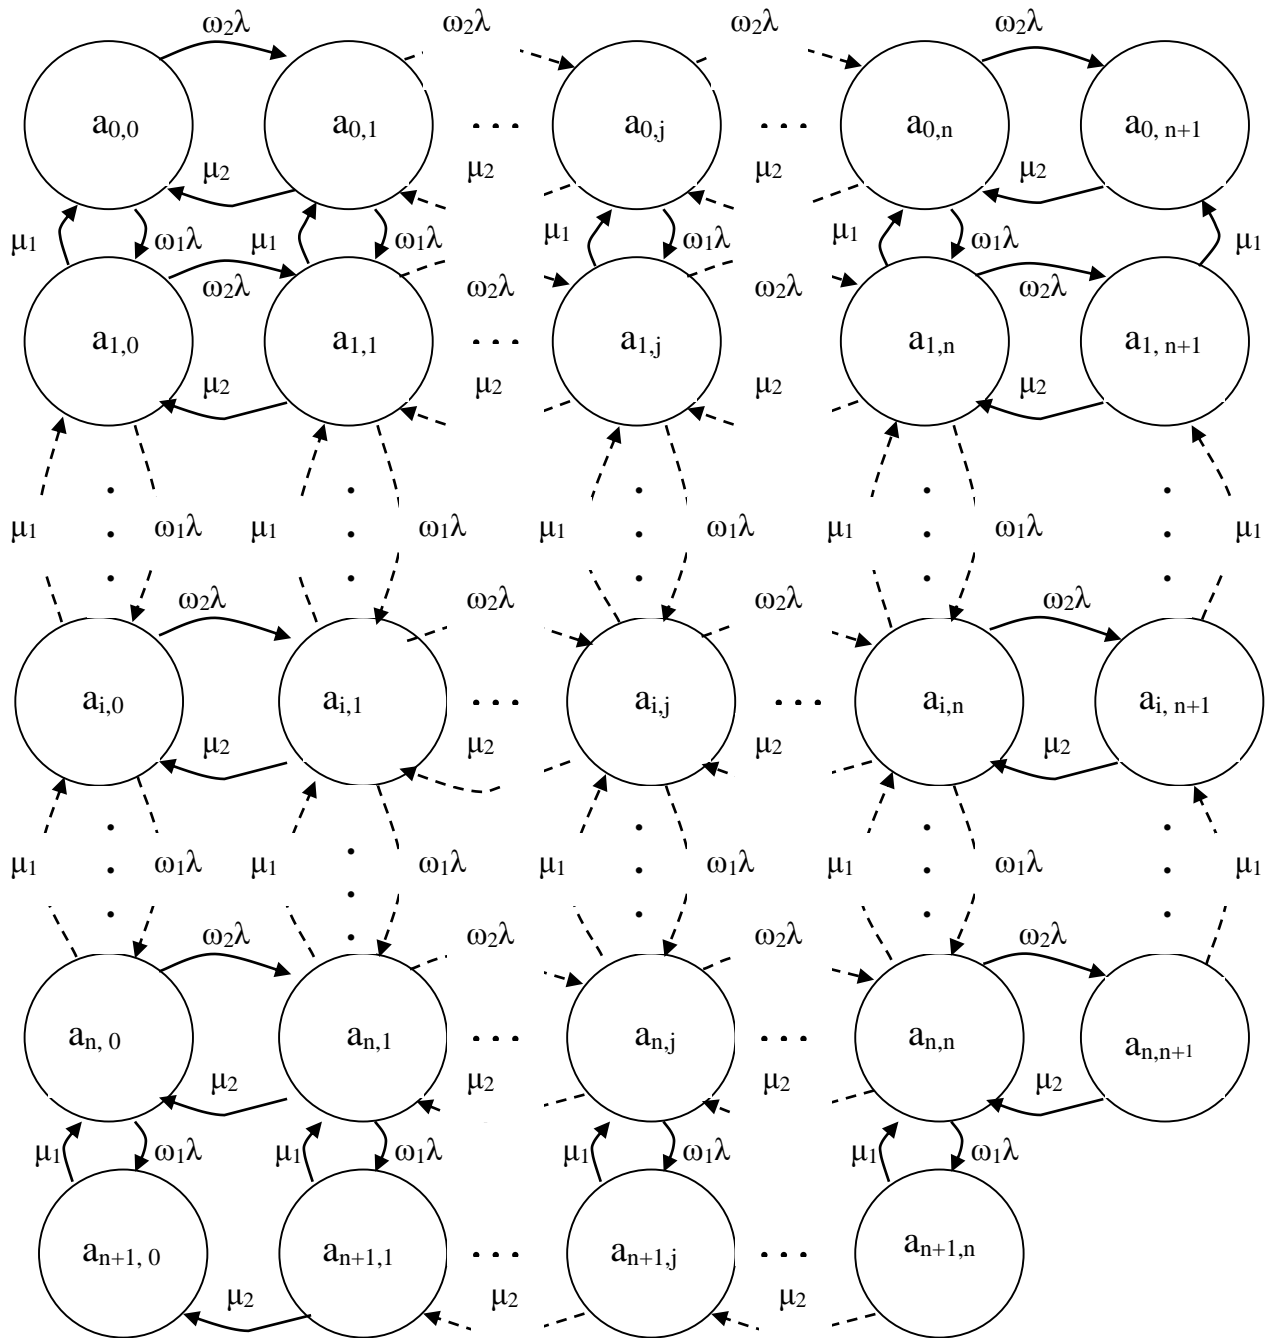 ω₂λ ω₂λ ω₂λ ω₂λ
a₀,₀ a₀,₁ . . . a₀,ⱼ . . . a₀,ₙ a₀, ₙ₊₁
μ₂ μ₂ μ₂ μ₂
μ₁ ω₁λ μ₁ ω₁λ μ₁ ω₁λ μ₁ ω₁λ μ₁
ω₂λ ω₂λ ω₂λ ω₂λ
a₁,₀ a₁,₁ . . . a₁,ⱼ a₁,ₙ a₁, ₙ₊₁
μ₂ μ₂ μ₂ μ₂
μ₁ ω₁λ μ₁ ω₁λ μ₁ ω₁λ μ₁ ω₁λ μ₁
ω₂λ ω₂λ ω₂λ ω₂λ
aᵢ,₀ aᵢ,₁ . . . aᵢ,ⱼ . . . aᵢ,ₙ aᵢ, ₙ₊₁
μ₂ μ₂ μ₂ μ₂
μ₁ ω₁λ μ₁ ω₁λ μ₁ ω₁λ μ₁ ω₁λ μ₁
ω₂λ ω₂λ ω₂λ ω₂λ
aₙ, ₀ aₙ,₁ . . . aₙ,ⱼ . . . aₙ,ₙ aₙ,ₙ₊₁
μ₂ μ₂ μ₂ μ₂
μ₁ ω₁λ μ₁ ω₁λ μ₁ ω₁λ μ₁ ω₁λ
aₙ₊₁, ₀ aₙ₊₁,₁ . . . aₙ₊₁,ⱼ . . . aₙ₊₁,ₙ
μ₂ μ₂ μ₂